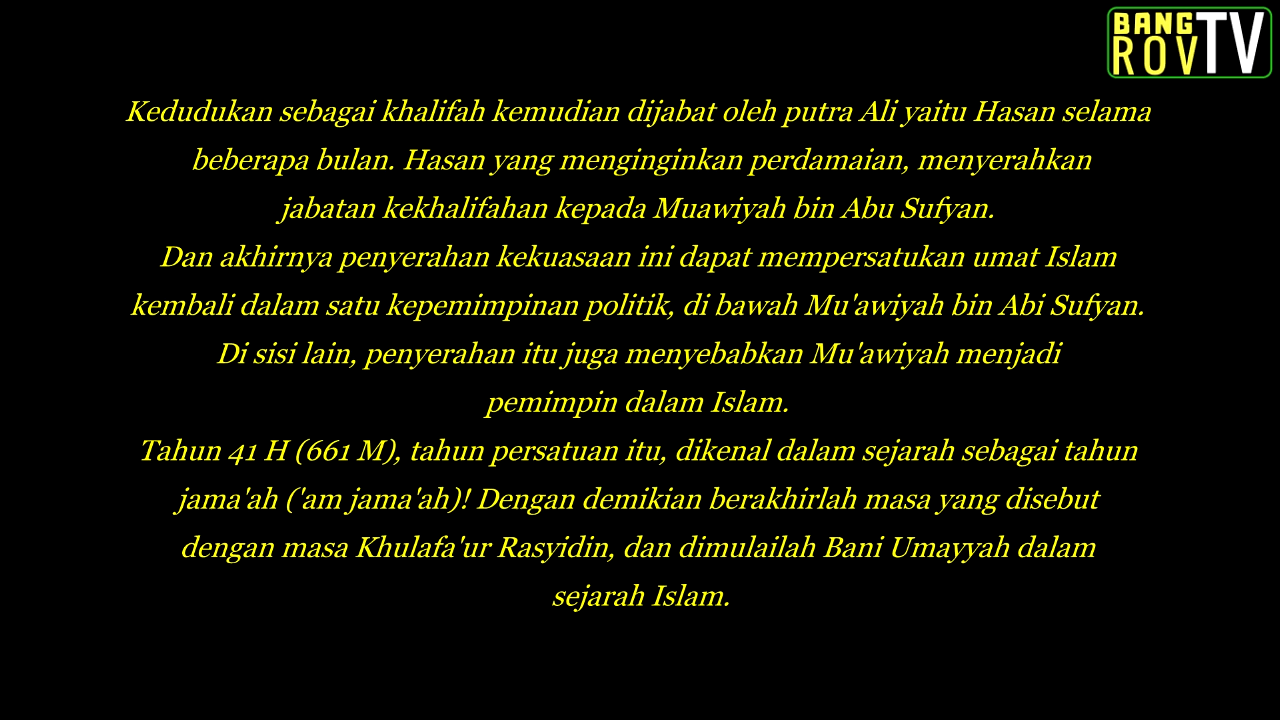 BANG
ROV TV
Kedudukan sebagai khalifah kemudian dijabat oleh putra Ali yaitu Hasan selama
beberapa bulan. Hasan yang menginginkan perdamaian, menyerahkan
jabatan kekhalifahan kepada Muawiyah bin Abu Sufyan.
Dan akhirnya penyerahan kekuasaan ini dapat mempersatukan umat Islam
kembali dalam satu kepemimpinan politik, di bawah Mu'awiyah bin Abi Sufyan.
Di sisi lain, penyerahan itu juga menyebabkan Mu'awiyah menjadi
pemimpin dalam Islam.
Tahun 41 H (661 M), tahun persatuan itu, dikenal dalam sejarah sebagai tahun
jama'ah ('am jama'ah)! Dengan demikian berakhirlah masa yang disebut
dengan masa Khulafa'ur Rasyidin, dan dimulailah Bani Umayyah dalam
sejarah Islam.